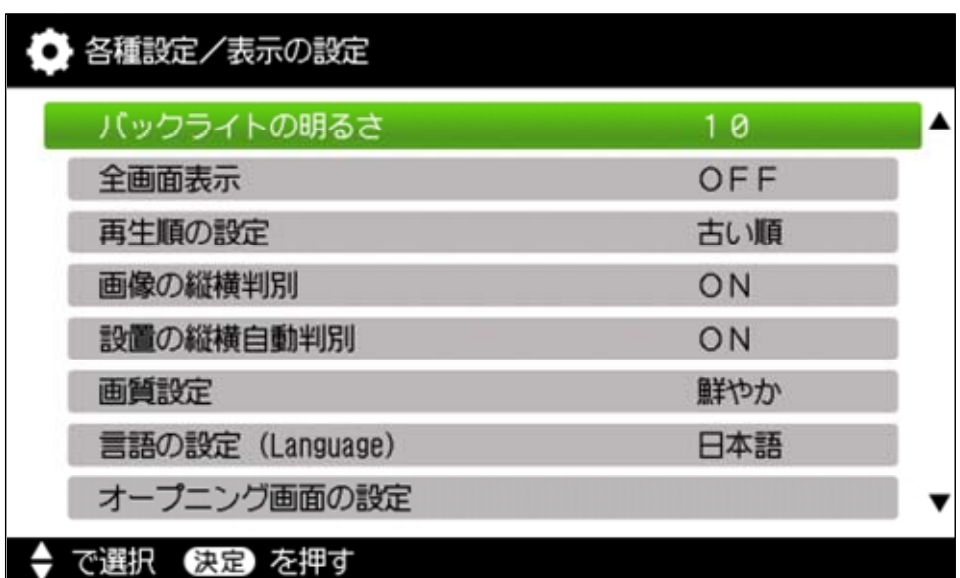 各種設定／表示の設定
バックライトの明るさ 10
全画面表示 OFF
再生順の設定 古い順
画像の縦横判別 ON
設置の縦横自動判別 ON
画質設定 鮮やか
言語の設定 (Language) 日本語
オープニング画面の設定
で選択 決定 を押す